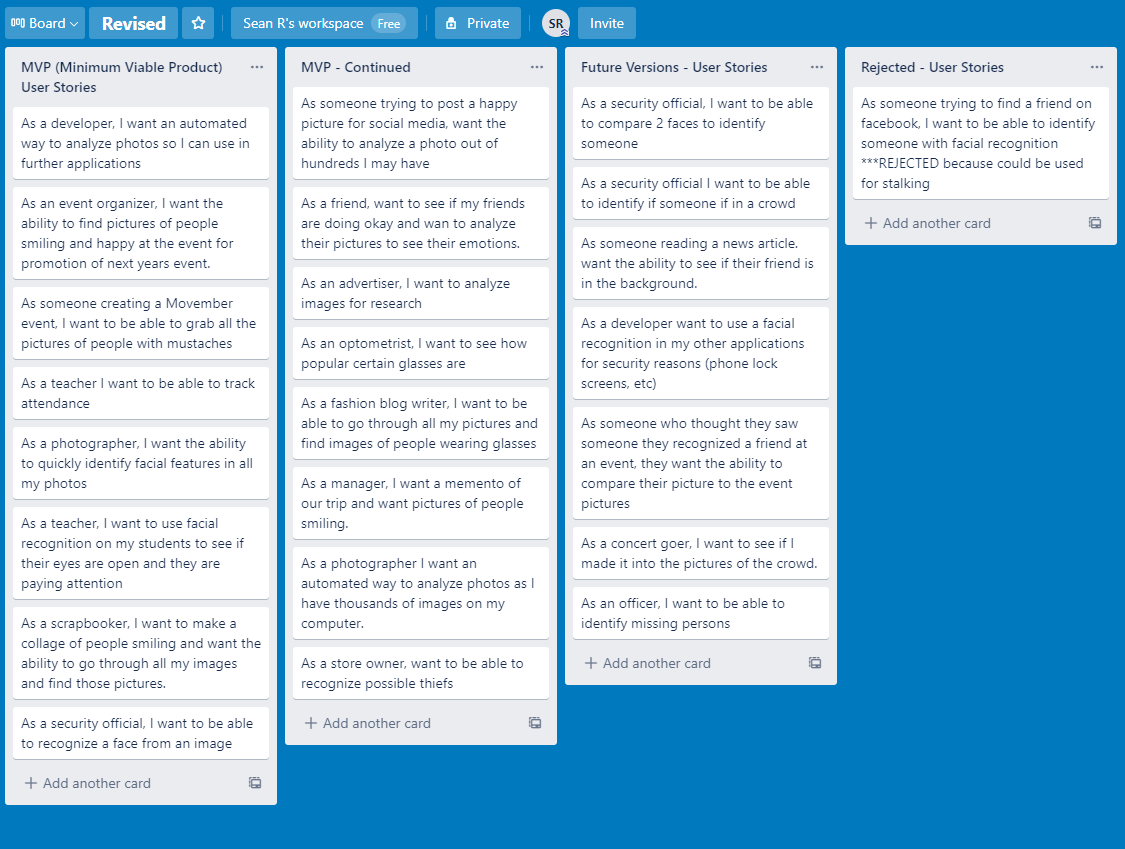 Board
Revised
Sean R's workspace Free
Private
SR
Invite
MVP (Minimum Viable Product)
User Stories
As a developer, I want an automated
way to analyze photos so I can use in
further applications
As an event organizer, I want the
ability to find pictures of people
smiling and happy at the event for
promotion of next years event.
As someone creating a Movember
event, I want to be able to grab all the
pictures of people with mustaches
As a teacher I want to be able to track
attendance
As a photographer, I want the ability
to quickly identify facial features in all
my photos
As a teacher, I want to use facial
recognition on my students to see if
their eyes are open and they are
paying attention
As a scrapbooker, I want to make a
collage of people smiling and want the
ability to go through all my images
and find those pictures.
As a security official, I want to be able
to recognize a face from an image
Add another card
MVP - Continued
As someone trying to post a happy
picture for social media, want the
ability to analyze a photo out of
hundreds I may have
As a friend, want to see if my friends
are doing okay and wan to analyze
their pictures to see their emotions.
As an advertiser, I want to analyze
images for research
As an optometrist, I want to see how
popular certain glasses are
As a fashion blog writer, I want to be
able to go through all my pictures and
find images of people wearing glasses
As a manager, I want a memento of
our trip and want pictures of people
smiling.
As a photographer I want an
automated way to analyze photos as I
have thousands of images on my
computer.
As a store owner, want to be able to
recognize possible thiefs
Add another card
Future Versions - User Stories
As a security official, I want to be able
to compare 2 faces to identify
someone
As a security official I want to be able
to identify if someone if in a crowd
As someone reading a news article.
want the ability to see if their friend is
in the background.
As a developer want to use a facial
recognition in my other applications
for security reasons (phone lock
screens, etc)
As someone who thought they saw
someone they recognized a friend at
an event, they want the ability to
compare their picture to the event
pictures
As a concert goer, I want to see if I
made it into the pictures of the crowd.
As an officer, I want to be able to
identify missing persons
Add another card
Rejected - User Stories
As someone trying to find a friend on
facebook, I want to be able to identify
someone with facial recognition
***REJECTED because could be used
for stalking
Add another card